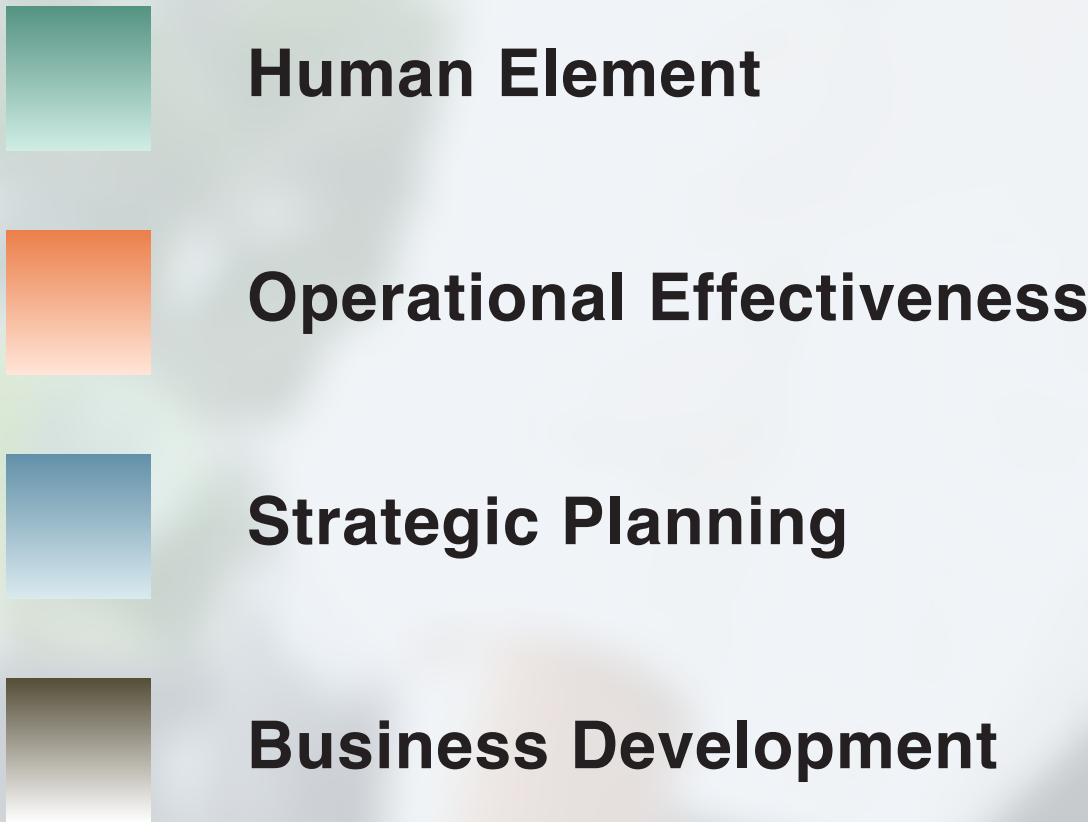 Human Element
Operational Effectiveness
Strategic Planning
Business Development